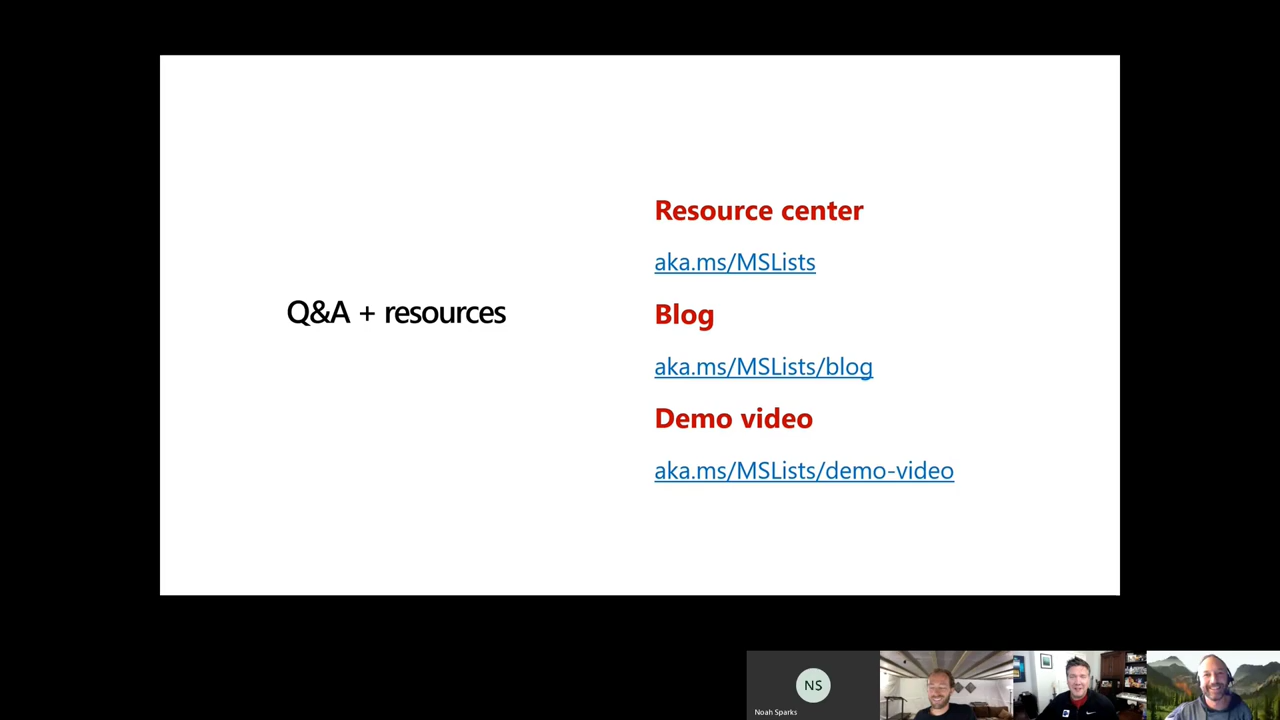 Q&A + resources
Resource center
aka.ms/MSLists
Blog
aka.ms/MSLists/blog
Demo video
aka.ms/MSLists/demo-video
NS
Noah Sparks